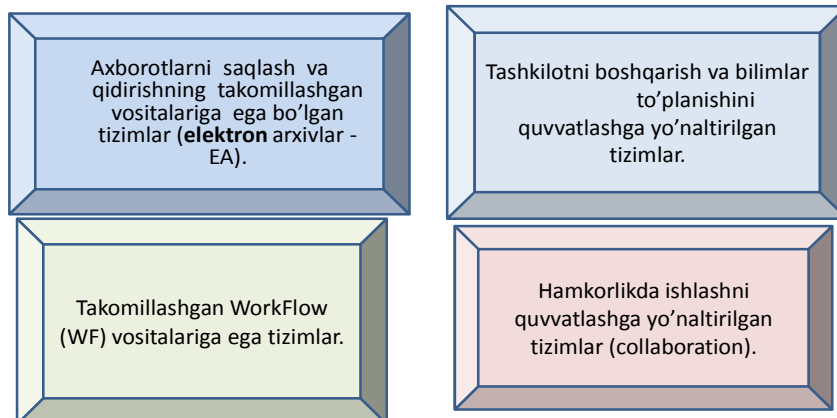 Axborotlarni saqlash va
qidirishning takomillashgan
vositalariga ega bo’lgan
tizimlar (elektron arxivlar -
EA).
Tashkilotni boshqarish va bilimlar
to’planishini
quvvatlashga yo’naltirilgan
tizimlar.
Takomillashgan WorkFlow
(WF) vositalariga ega tizimlar.
Hamkorlikda ishlashni
quvvatlashga yo’naltirilgan
tizimlar (collaboration).